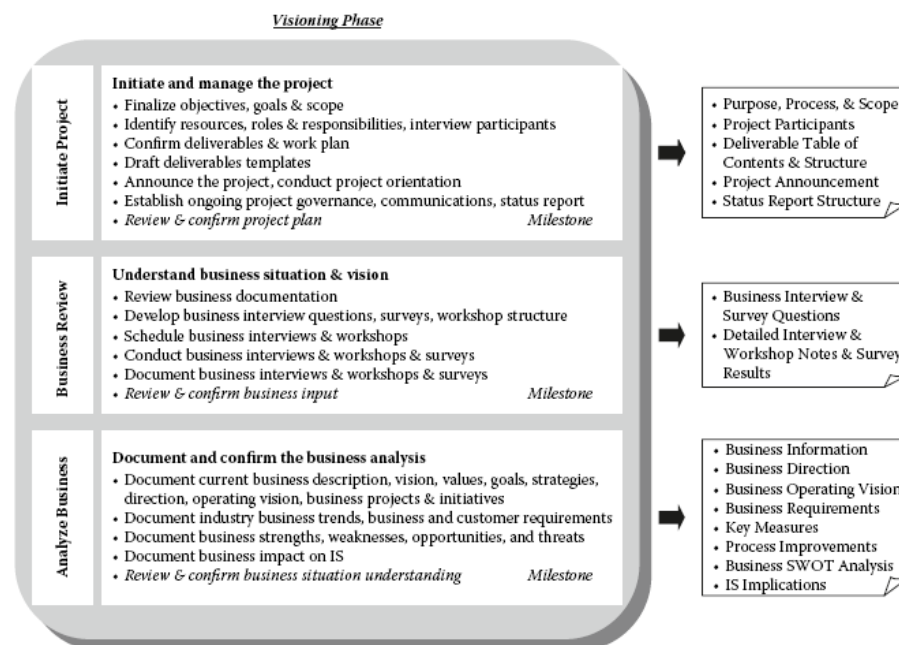 Visioning Phase
Initiate Project
Initiate and manage the project
• Finalize objectives, goals & scope
• Identify resources, roles & responsibilities, interview participants
• Confirm deliverables & work plan
• Draft deliverables templates
• Announce the project, conduct project orientation
• Establish ongoing project governance, communications, status report
• Review & confirm project plan Milestone
• Purpose, Process, & Scope
• Project Participants
• Deliverable Table of
Contents & Structure
• Project Announcement
• Status Report Structure
Business Review
Understand business situation & vision
• Review business documentation
• Develop business interview questions, surveys, workshop structure
• Schedule business interviews & workshops
• Conduct business interviews & workshops & surveys
• Document business interviews & workshops & surveys
• Review & confirm business input Milestone
• Business Interview &
Survey Questions
• Detailed Interview &
Workshop Notes & Survey
Results
Analyze Business
Document and confirm the business analysis
• Document current business description, vision, values, goals, strategies,
direction, operating vision, business projects & initiatives
• Document industry business trends, business and customer requirements
• Document business strengths, weaknesses, opportunities, and threats
• Document business impact on IS
• Review & confirm business situation understanding Milestone
• Business Information
• Business Direction
• Business Operating Vision
• Business Requirements
• Key Measures
• Process Improvements
• Business SWOT Analysis
• IS Implications